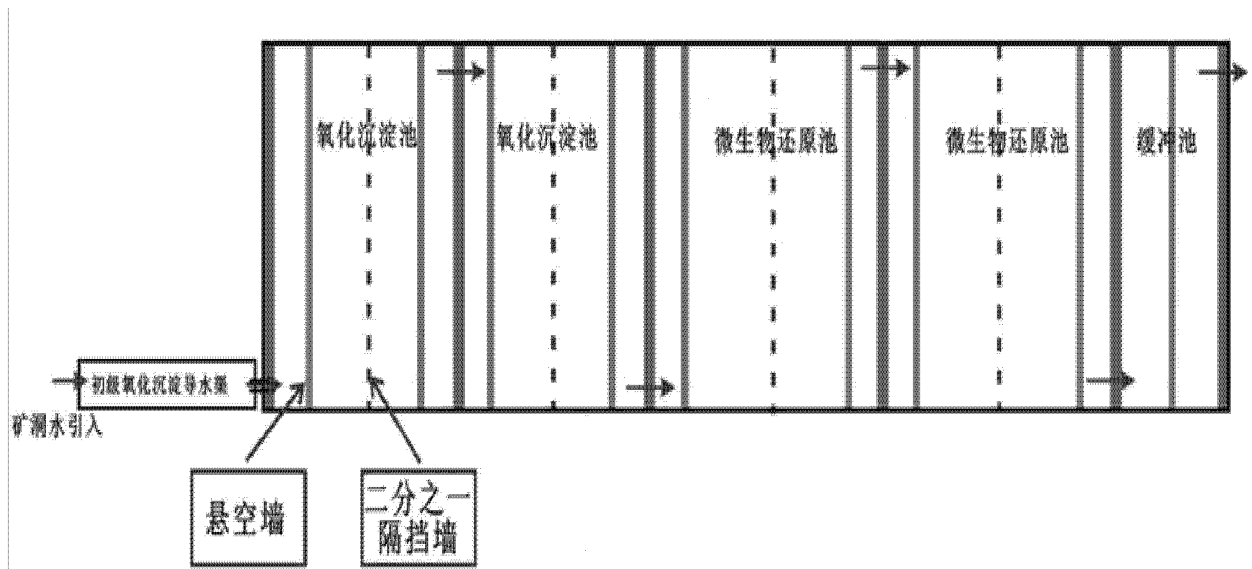 氧化沉淀池
氧化沉淀池
微生物还原池
微生物还原池
缓冲池
初级氧化沉淀导水渠
矿洞水引入
悬空墙
二分之一
隔挡墙